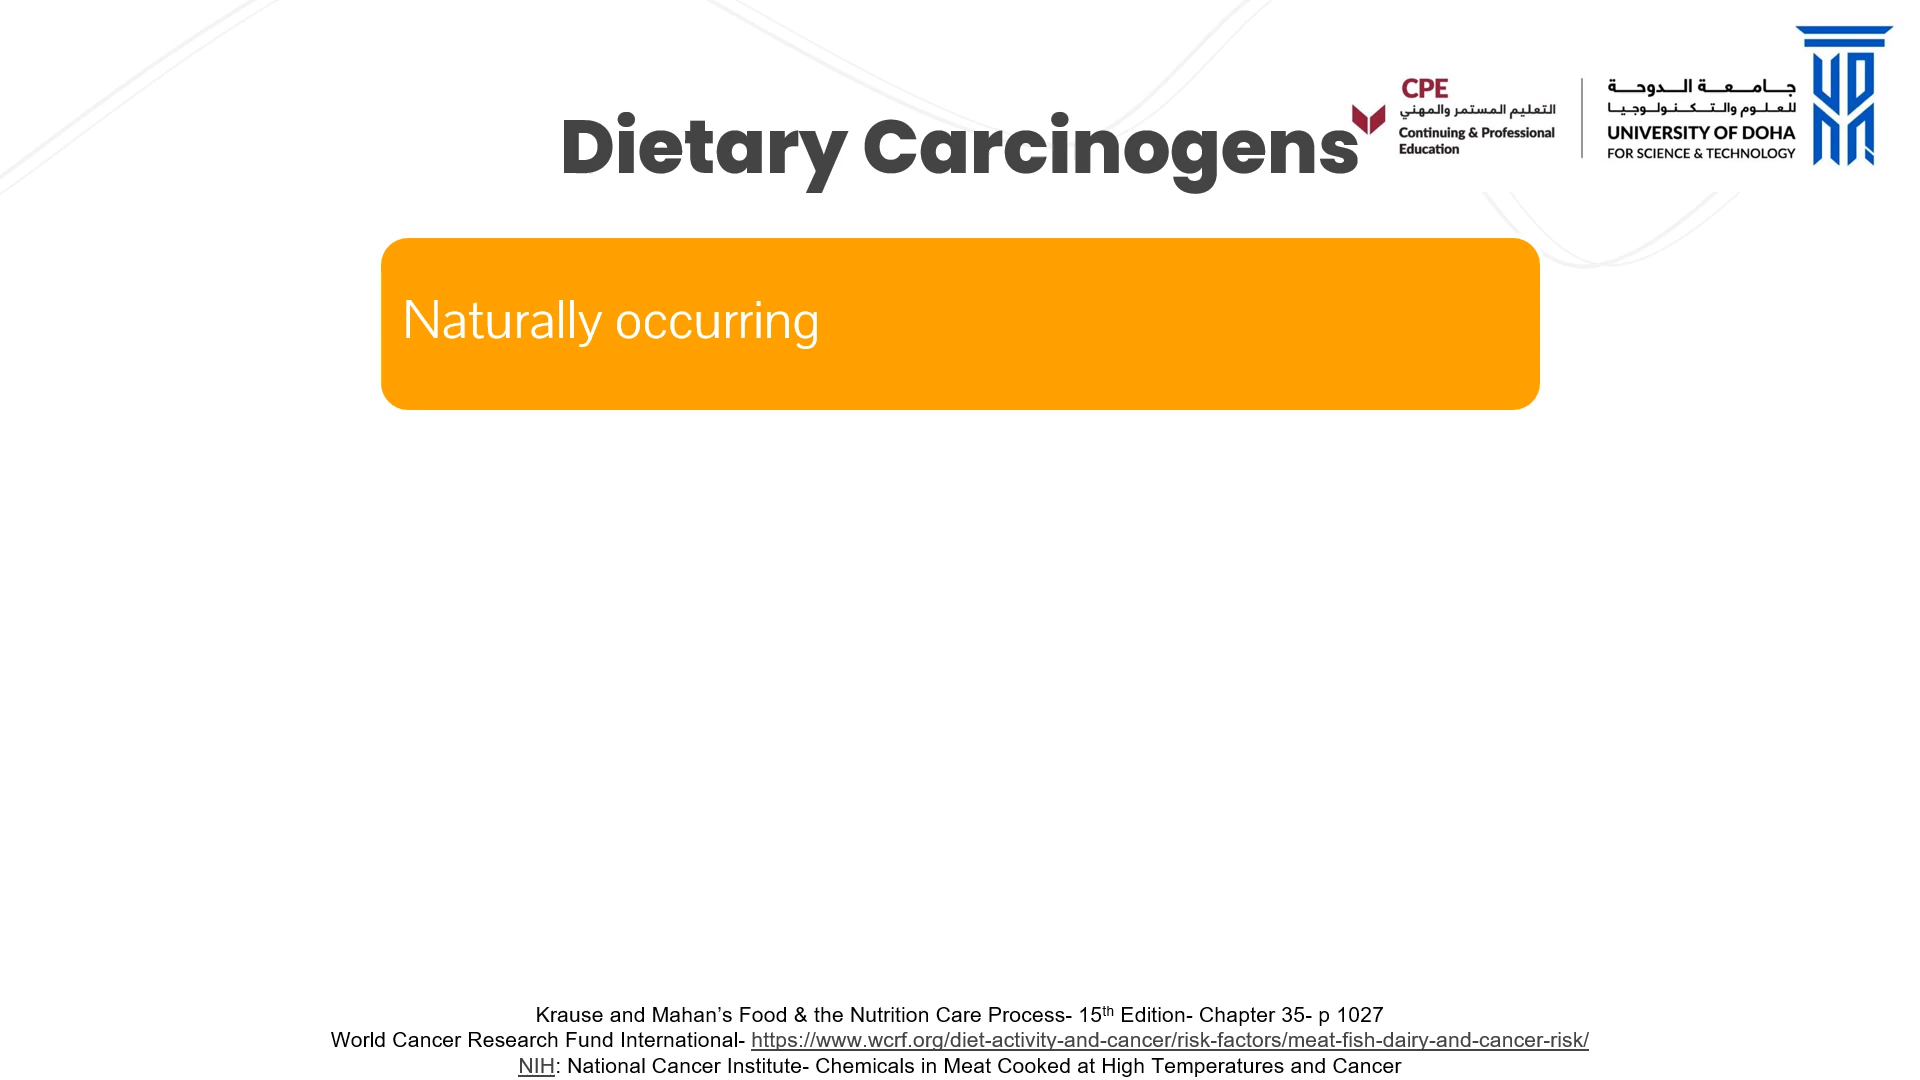 Dietary Carcinogens
CPE
التعليم المستمر والمهني
Continuing & Professional
Education
جامعة الدوحة
للعلوم والتكنولوجيا
UNIVERSITY OF DOHA
FOR SCIENCE & TECHNOLOGY
Naturally occurring
Krause and Mahan’s Food & the Nutrition Care Process- 15th Edition- Chapter 35- p 1027
World Cancer Research Fund International- https://www.wcrf.org/diet-activity-and-cancer/risk-factors/meat-fish-dairy-and-cancer-risk/
NIH: National Cancer Institute- Chemicals in Meat Cooked at High Temperatures and Cancer